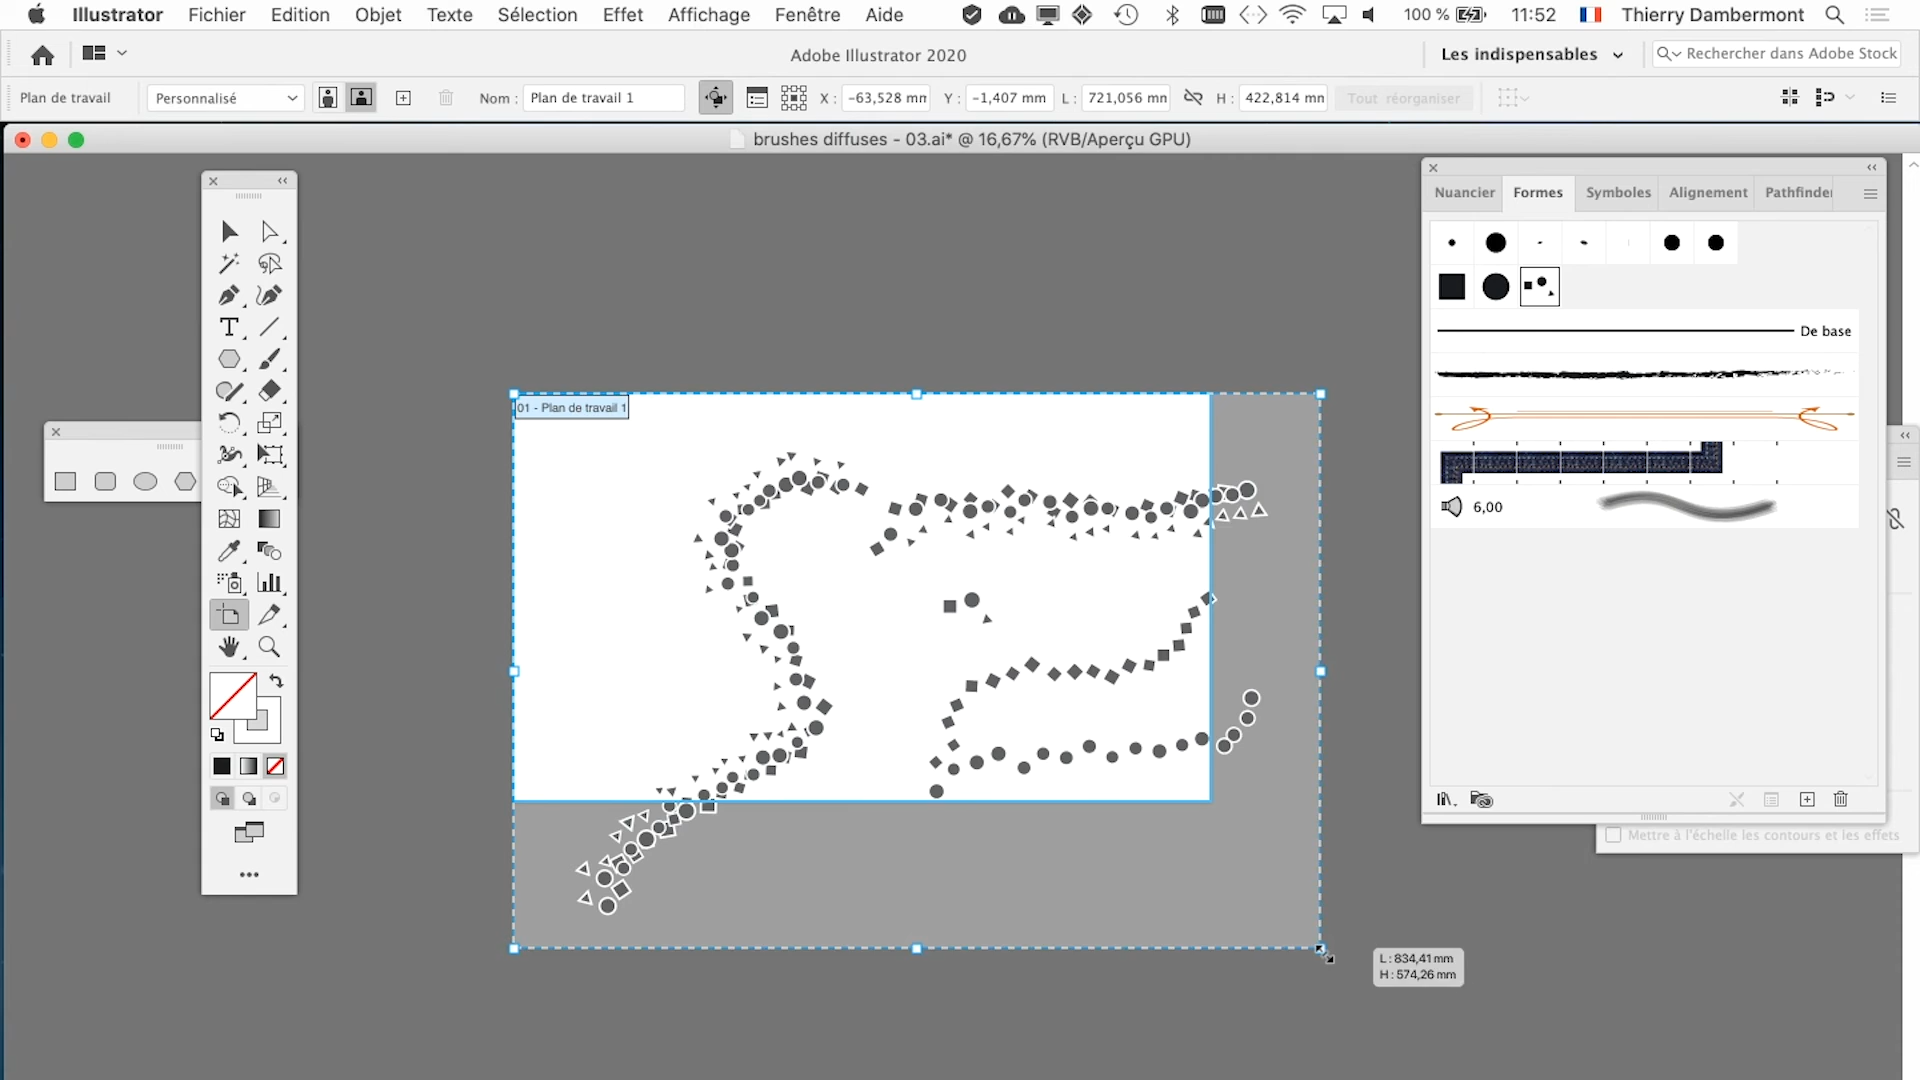 Illustrator Fichier Edition Objet Texte Sélection Effet Affichage Fenêtre Aide 100 % 11:52 Thierry Dambermont
Adobe Illustrator 2020 Les indispensables Rechercher dans Adobe Stock
Plan de travail Personnalisé Nom : Plan de travail 1 X : -63,528 mm Y : -1,407 mm L : 721,056 mm H : 422,814 mm Tout réorganiser
brushes diffuses - 03.ai* @ 16,67% (RVB/Aperçu GPU)
Nuancier Formes Symboles Alignement Pathfinder
De base
01 - Plan de travail 1
6,00
Mettre à l'échelle les contours et les effets
L : 834,41 mm
H : 574,26 mm